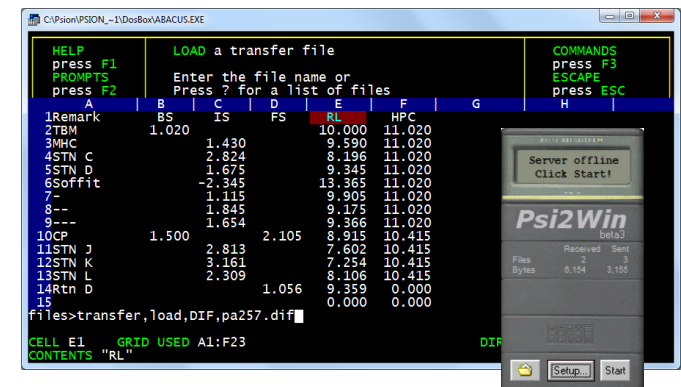 C:\Psion\PSION_~1\DosBox\ABACUS.EXE
HELP LOAD a transfer file COMMANDS
press F1 press F3
PROMPTS Enter the file name or ESCAPE
press F2 Press ? for a list of files press ESC
A B C D E F G H
1Remark BS IS FS RL HPC
2TBM 1.020 10.000 11.020
3MHC 1.430 9.590 11.020
4STN C 2.824 8.196 11.020
5STN D 1.675 9.345 11.020
6Soffit -2.345 13.365 11.020
7- 1.115 9.905 11.020
8-- 1.845 9.175 11.020
9--- 1.654 9.366 11.020
10CP 1.500 2.105 8.915 10.415
11STN J 2.813 7.602 10.415
12STN K 3.161 7.254 10.415
13STN L 2.309 8.106 10.415
14Rtn D 1.056 9.359 0.000
15 0.000 0.000
files>transfer,load,DIF,pa257.dif
CELL E1 GRID USED A1:F23 DIR
CONTENTS "RL"
Server offline
Click Start!
Psi2Win
beta3
Received Sent
Files 2 3
Bytes 6,154 3,155
Setup... Start